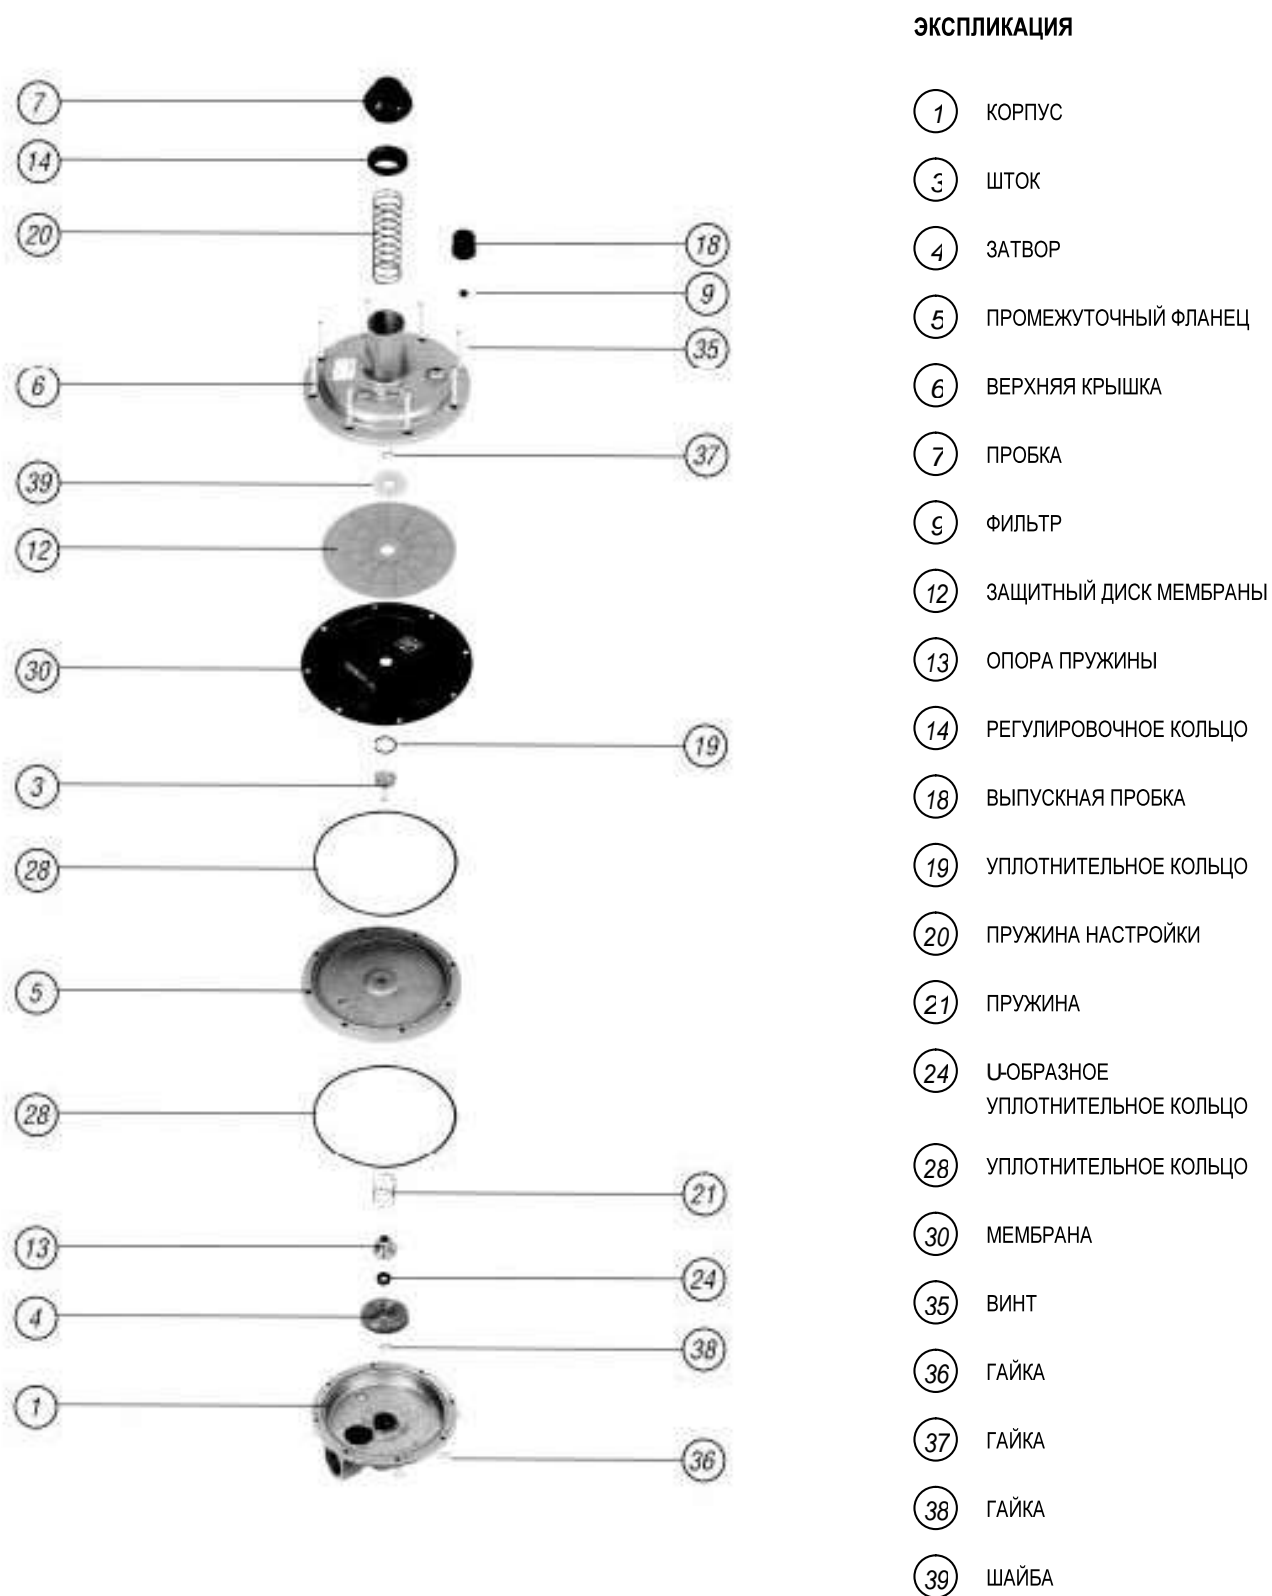 ЭКСПЛИКАЦИЯ
7
14
20
18
9
35
6
37
39
12
30
19
3
28
5
28
21
13
24
4
38
1
36
1 КОРПУС
3 ШТОК
4 ЗАТВОР
5 ПРОМЕЖУТОЧНЫЙ ФЛАНЕЦ
6 ВЕРХНЯЯ КРЫШКА
7 ПРОБКА
9 ФИЛЬТР
12 ЗАЩИТНЫЙ ДИСК МЕМБРАНЫ
13 ОПОРА ПРУЖИНЫ
14 РЕГУЛИРОВОЧНОЕ КОЛЬЦО
18 ВЫПУСКНАЯ ПРОБКА
19 УПЛОТНИТЕЛЬНОЕ КОЛЬЦО
20 ПРУЖИНА НАСТРОЙКИ
21 ПРУЖИНА
24 U-ОБРАЗНОЕ
УПЛОТНИТЕЛЬНОЕ КОЛЬЦО
28 УПЛОТНИТЕЛЬНОЕ КОЛЬЦО
30 МЕМБРАНА
35 ВИНТ
36 ГАЙКА
37 ГАЙКА
38 ГАЙКА
39 ШАЙБА